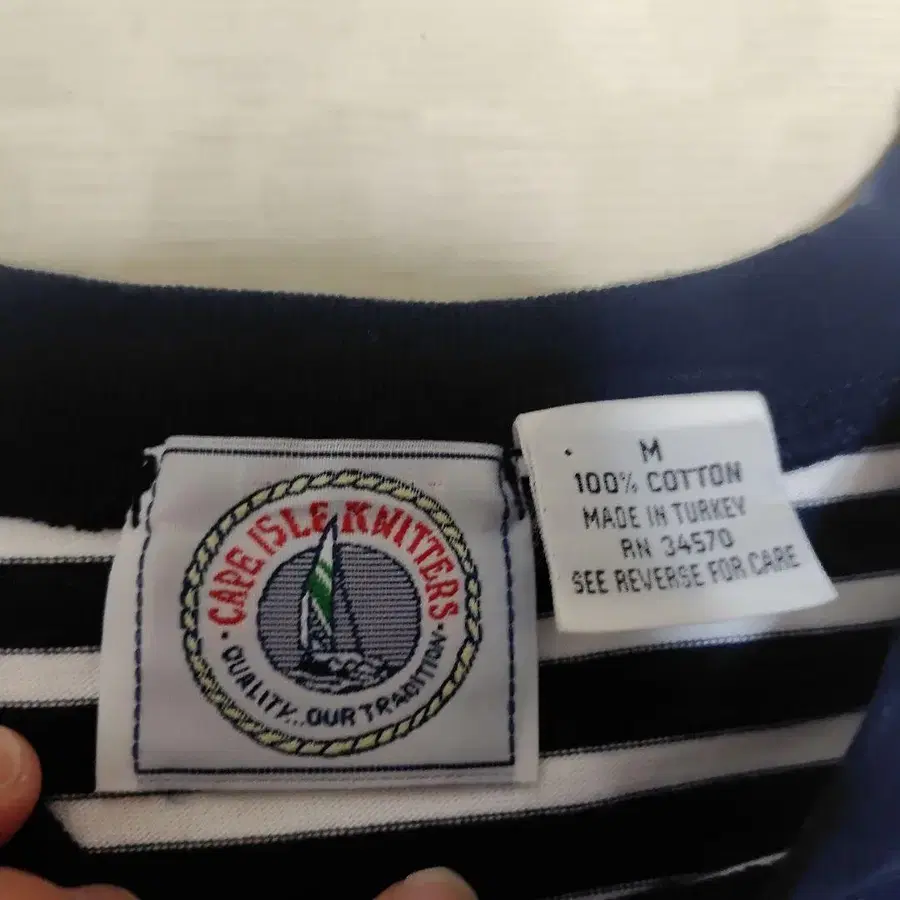 CAPE ISLE KNITTERS
· QUALITY...OUR TRADITION ·
M
100% COTTON
MADE IN TURKEY
RN 34570
SEE REVERSE FOR CARE